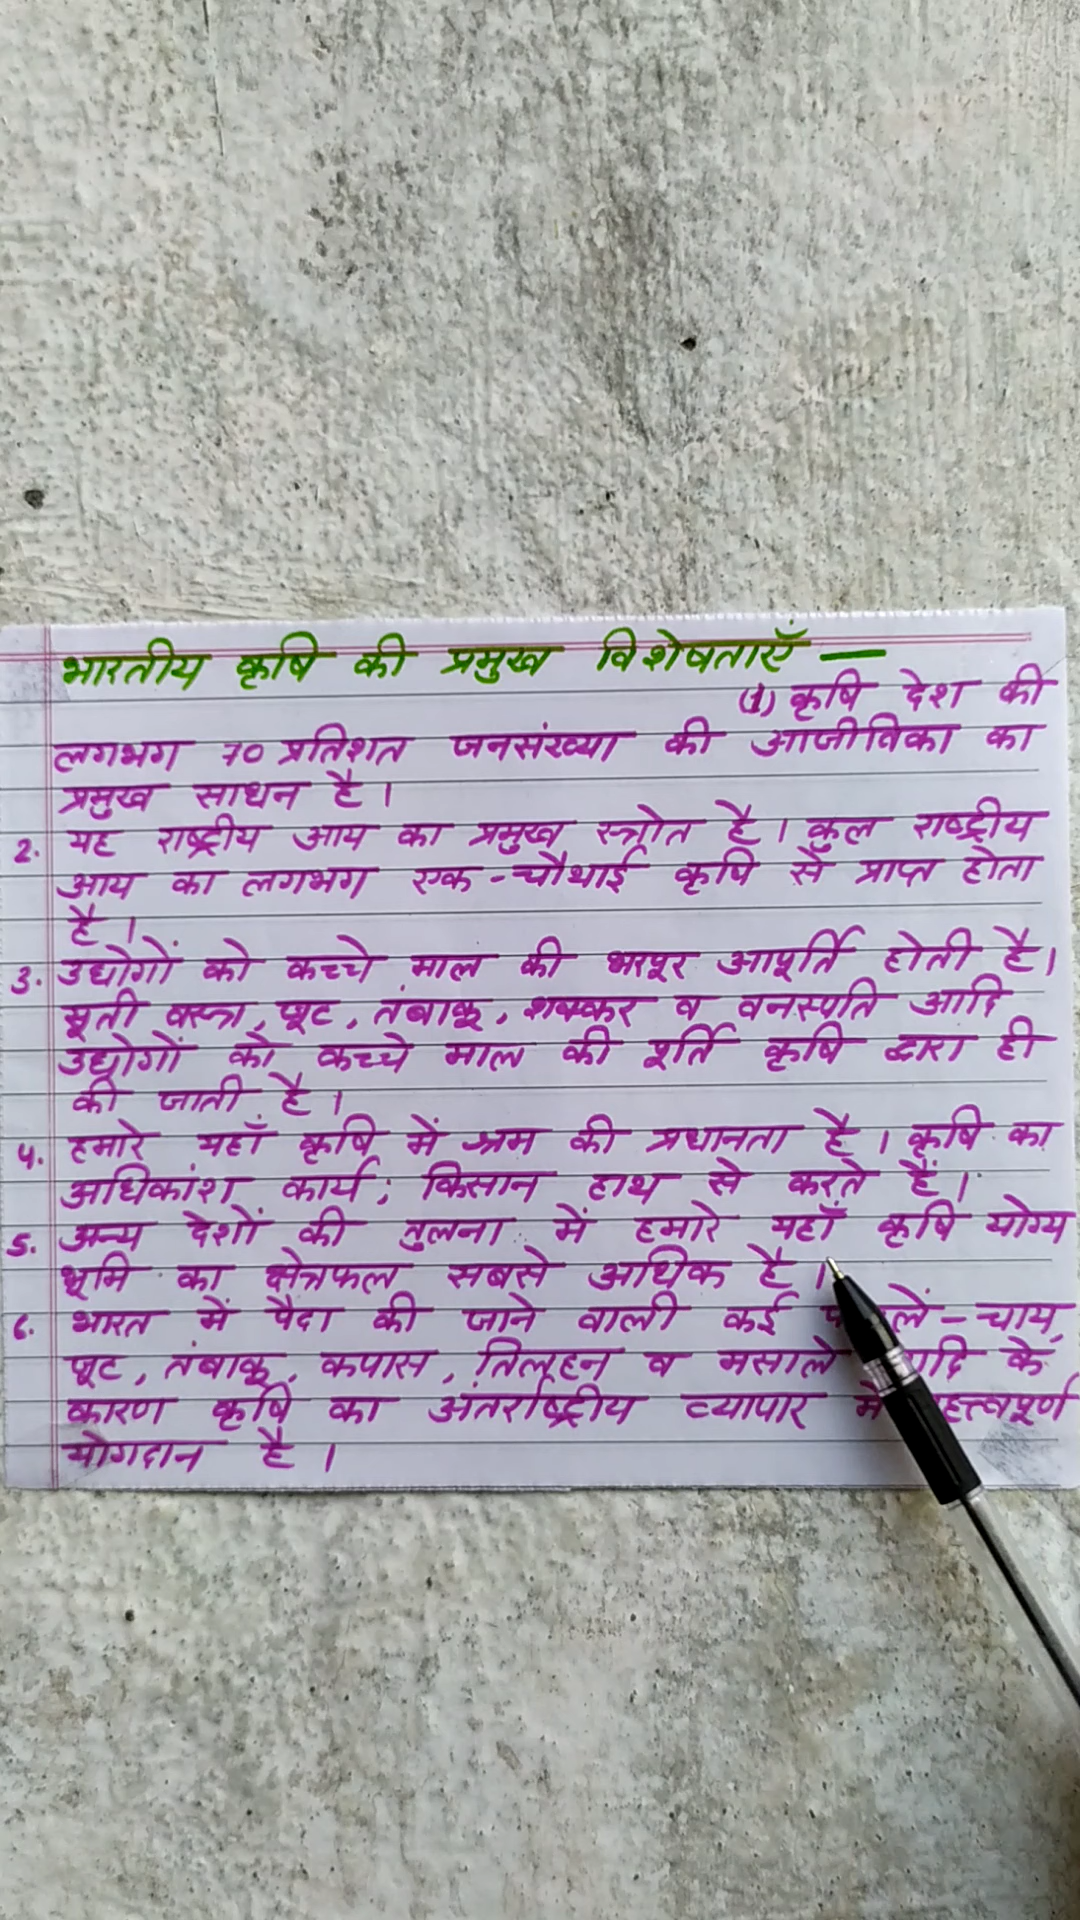 भारतीय कृषि की प्रमुख विशेषताएँ —
(1) कृषि देश की
लगभग 70 प्रतिशत जनसंख्या की आजीविका का
प्रमुख साधन है।
2. यह राष्ट्रीय आय का प्रमुख स्त्रोत है। कुल राष्ट्रीय
आय का लगभग एक-चौथाई कृषि से प्राप्त होता
है।
3. उद्योगों को कच्चे माल की भरपूर आपूर्ति होती है।
सूती वस्त्र, जूट, तंबाकू, शक्कर व वनस्पति आदि
उद्योगों को कच्चे माल की पूर्ति कृषि द्वारा ही
की जाती है।
4. हमारे यहाँ कृषि में श्रम की प्रधानता है। कृषि का
अधिकांश कार्य, किसान हाथ से करते हैं।
5. अन्य देशों की तुलना में हमारे यहाँ कृषि योग्य
भूमि का क्षेत्रफल सबसे अधिक है।
6. भारत में पैदा की जाने वाली कई – चाय,
जूट, तंबाकू, कपास, तिलहन व मसाले के
कारण कृषि का अंतर्राष्ट्रीय व्यापार में
योगदान है।